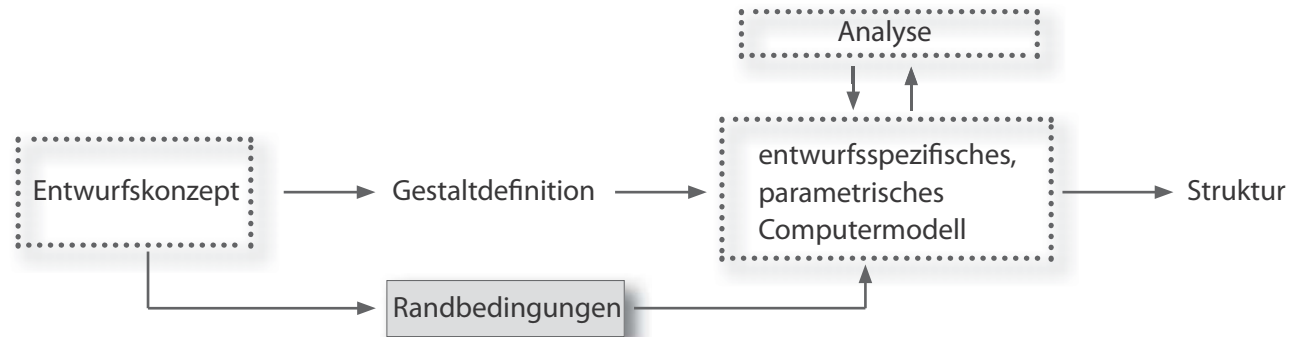 Analyse
Entwurfskonzept
Gestaltdefinition
entwurfsspezifisches,
parametrisches
Computermodell
Struktur
Randbedingungen